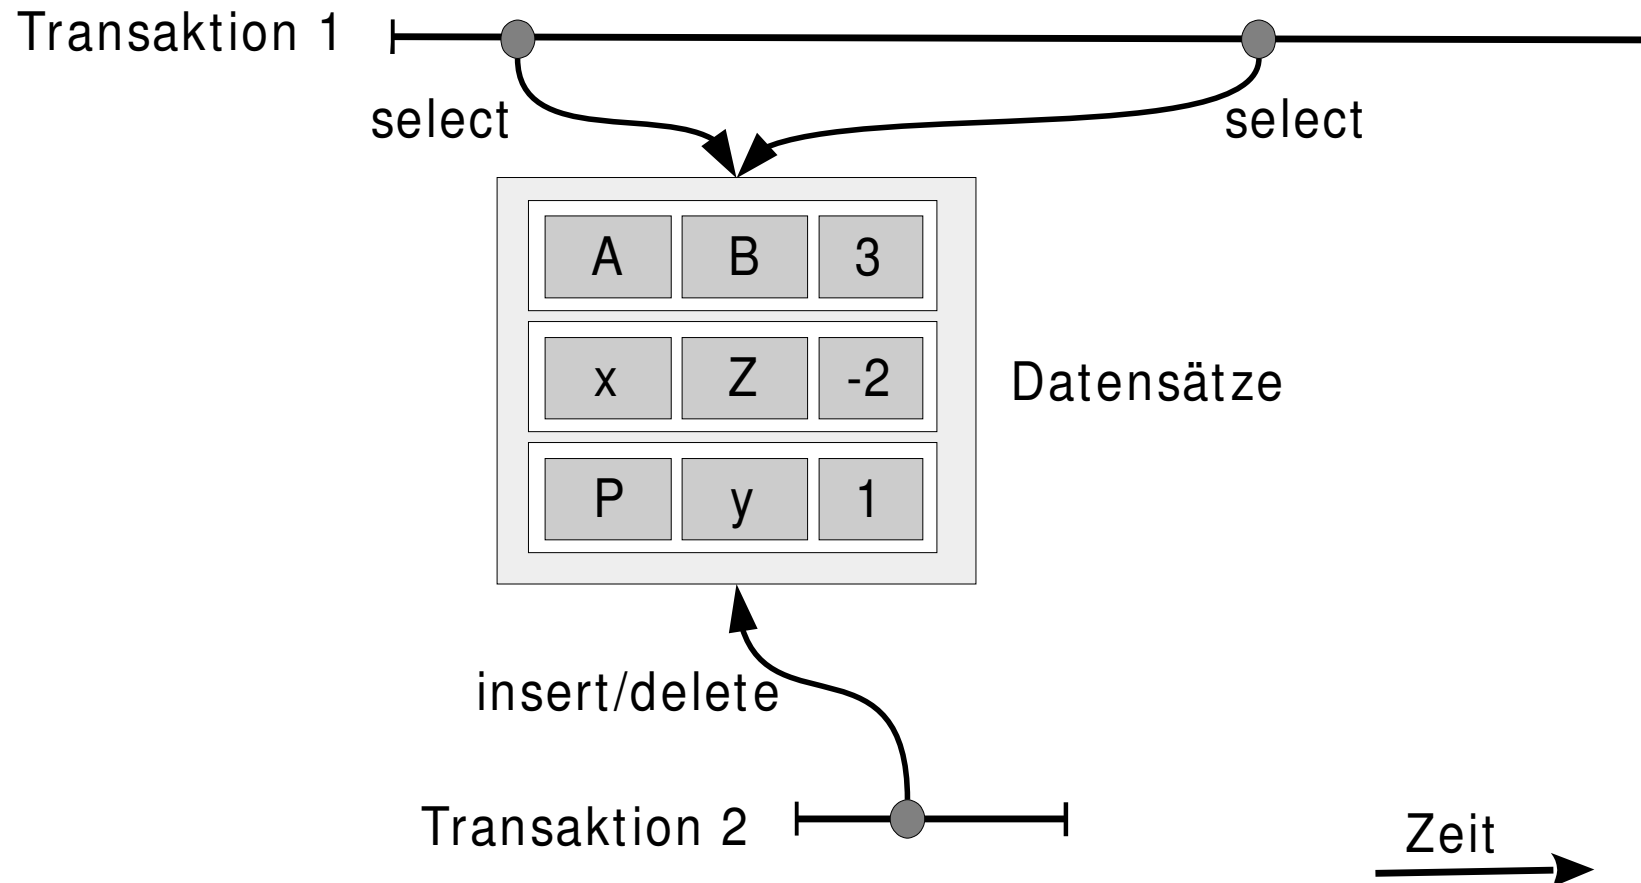 Transaktion 1
select
select
A B 3
x Z -2
Datensätze
P y 1
insert/delete
Transaktion 2
Zeit